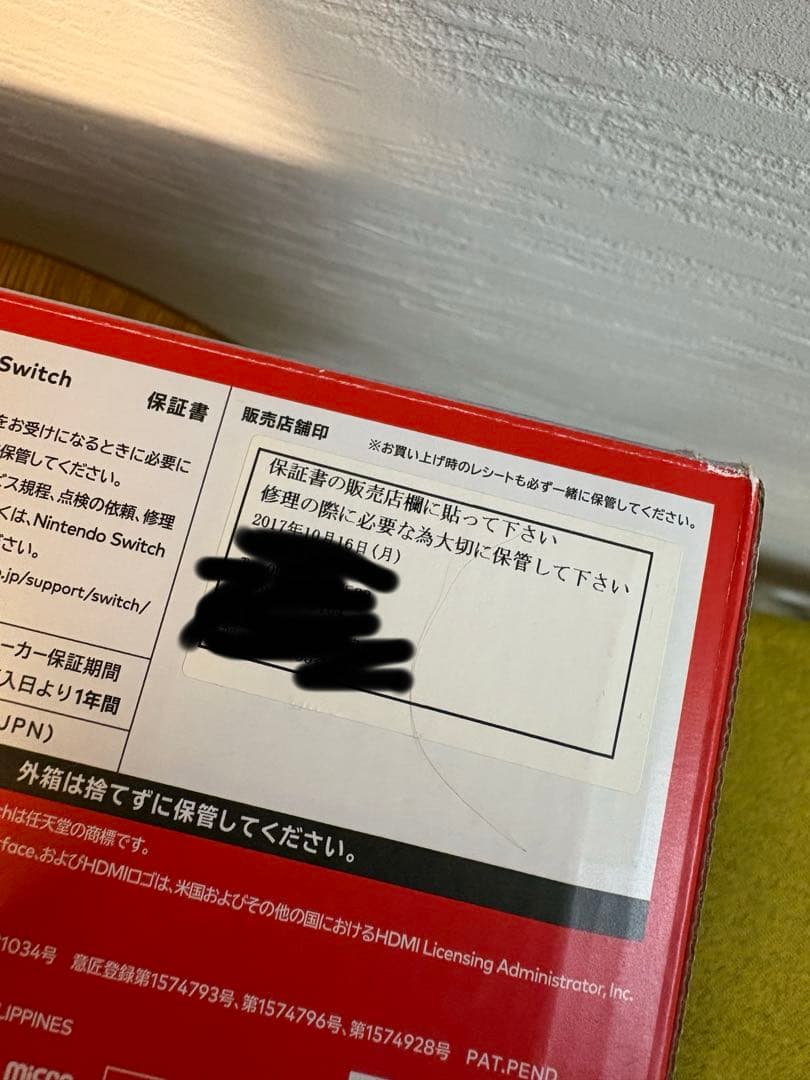 Switch
保証書
をお受けになるときに必要に
保管してください。
ビス規程、点検の依頼、修理
くは、Nintendo Switch
ださい。
.jp/support/switch/
ーカー保証期間
入日より1年間
JPN)
販売店舗印
※お買い上げ時のレシートも必ず一緒に保管してください。
保証書の販売店欄に貼って下さい
修理の際に必要な為大切に保管して下さい
2017年10月16日(月)
外箱は捨てずに保管してください。
chは任天堂の商標です。
rface、およびHDMIロゴは、米国およびその他の国におけるHDMI Licensing Administrator, Inc.
1034号 意匠登録第1574793号、第1574796号、第1574928号 PAT.PEND
LIPPINES
micro